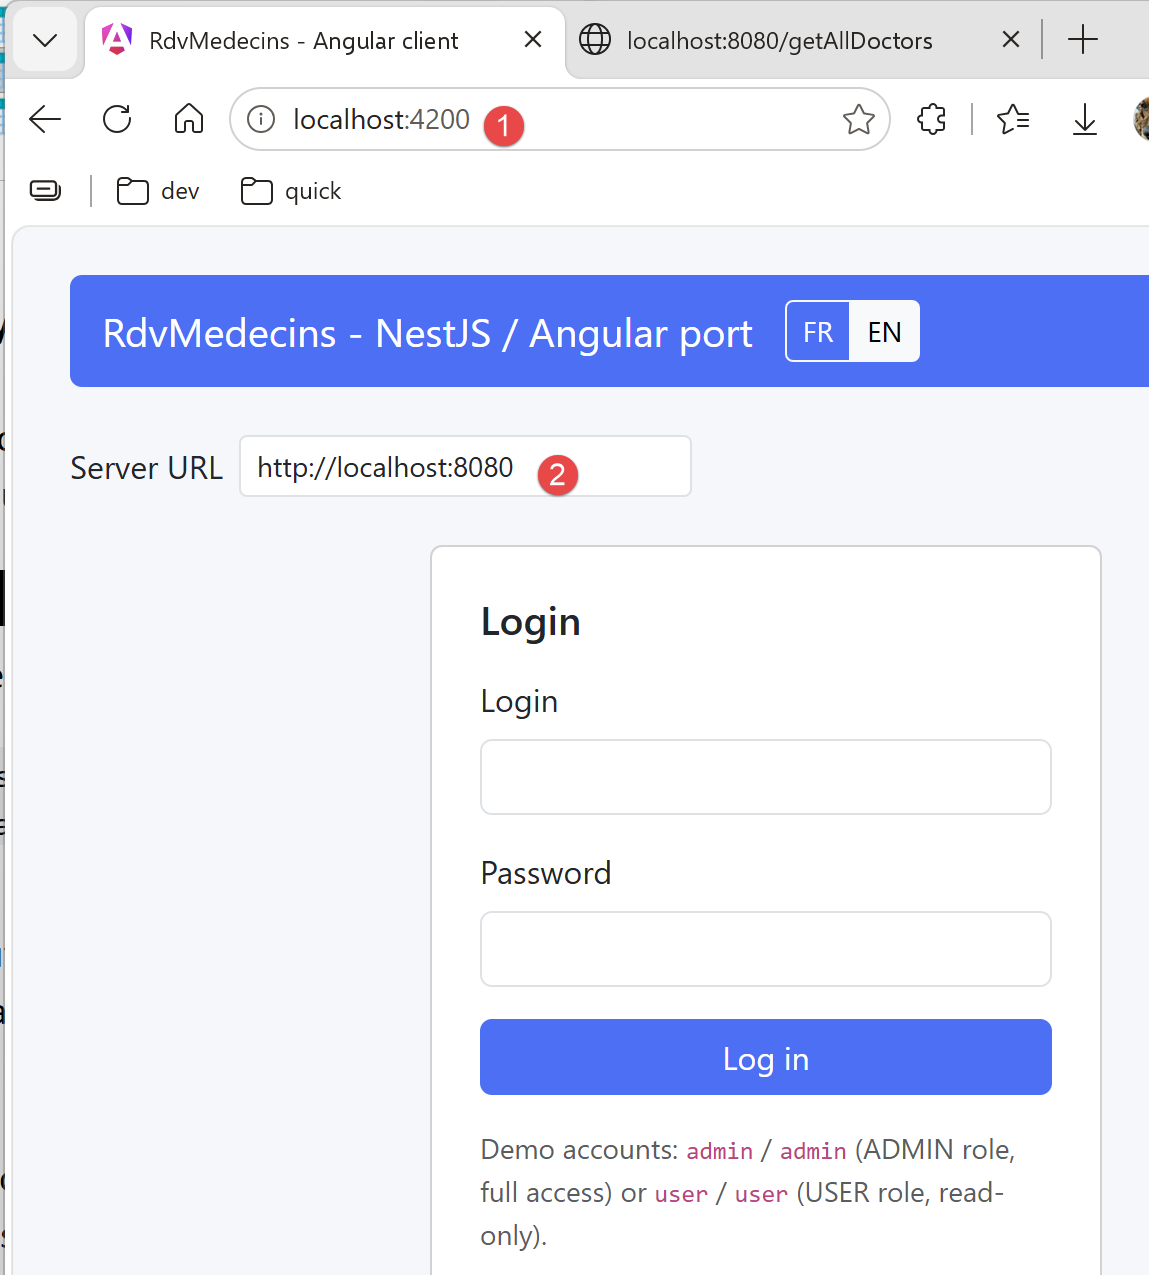 RdvMedecins - Angular client
localhost:8080/getAllDoctors
localhost:4200 1
dev quick
RdvMedecins - NestJS / Angular port FR EN
Server URL http://localhost:8080 2
Login
Login
Password
Log in
Demo accounts: admin / admin (ADMIN role,
full access) or user / user (USER role, read-
only).